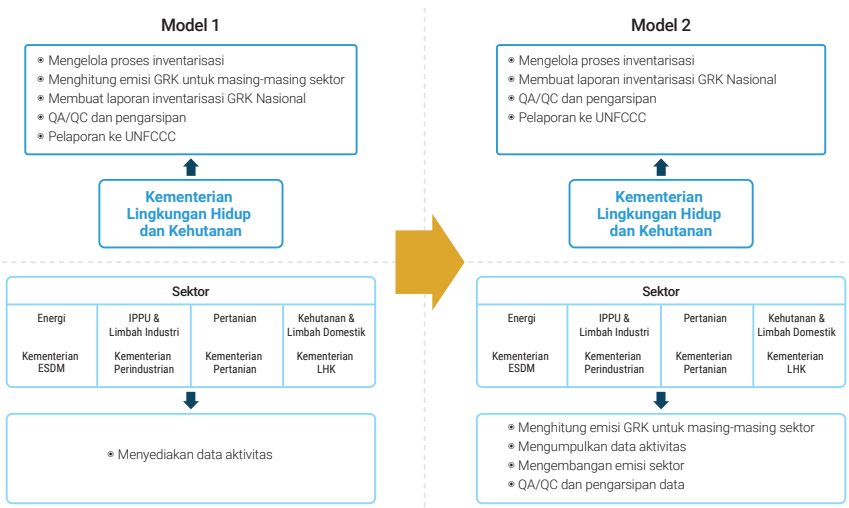 Model 1
Mengelola proses inventarisasi
Menghitung emisi GRK untuk masing-masing sektor
Membuat laporan inventarisasi GRK Nasional
QA/QC dan pengarsipan
Pelaporan ke UNFCCC
Kementerian
Lingkungan Hidup
dan Kehutanan
Sektor
Energi
Kementerian
ESDM
IPPU &
Limbah Industri
Kementerian
Perindustrian
Pertanian
Kementerian
Pertanian
Kehutanan &
Limbah Domestik
Kementerian
LHK
Menyediakan data aktivitas
Model 2
Mengelola proses inventarisasi
Membuat laporan inventarisasi GRK Nasional
QA/QC dan pengarsipan
Pelaporan ke UNFCCC
Kementerian
Lingkungan Hidup
dan Kehutanan
Sektor
Energi
Kementerian
ESDM
IPPU &
Limbah Industri
Kementerian
Perindustrian
Pertanian
Kementerian
Pertanian
Kehutanan &
Limbah Domestik
Kementerian
LHK
Menghitung emisi GRK untuk masing-masing sektor
Mengumpulkan data aktivitas
Mengembangan emisi sektor
QA/QC dan pengarsipan data